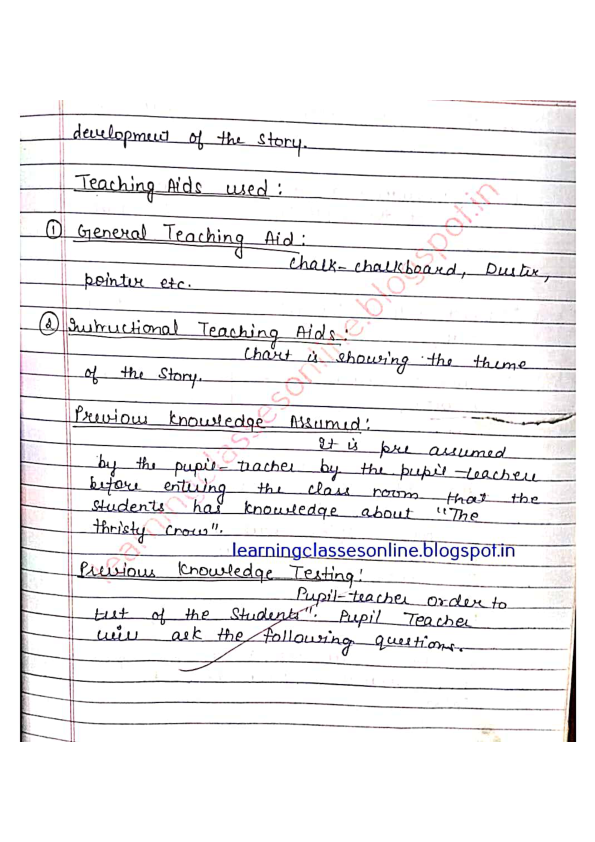 development of the story.
Teaching Aids used :
① General Teaching Aid :
Chalk-chalkboard, Duster,
pointer etc.
② Instructional Teaching Aids :
Chart is showing the theme
of the Story.
Previous knowledge Assumed :
It is pre assumed
by the pupil-teacher by the pupil-teacher
before entering the class room that the
students has knowledge about "The
thristy Crow".
learningclassesonline.blogspot.in
Previous Knowledge Testing :
Pupil-teacher order to
test of the Students". Pupil Teacher
will ask the following questions.
learningclassesonline.blogspot.in